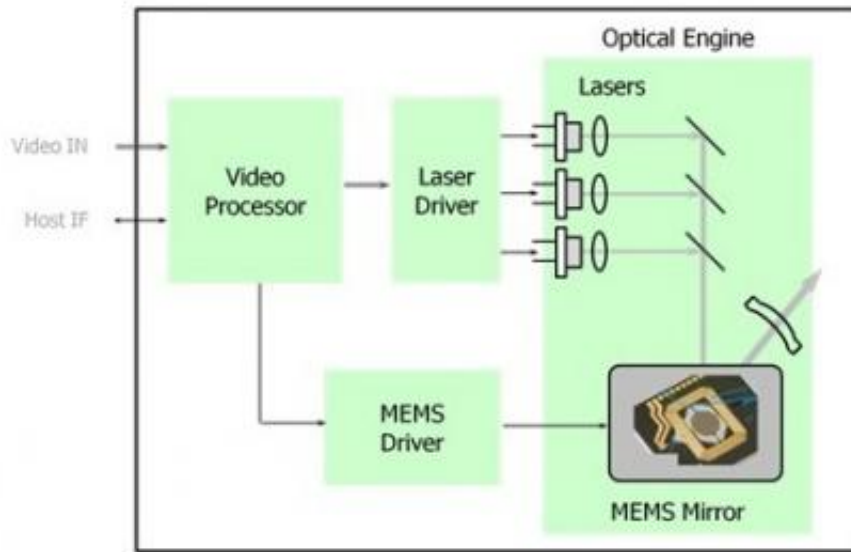 Optical Engine
Lasers
Video IN
Host IF
Video
Processor
Laser
Driver
MEMS
Driver
MEMS Mirror